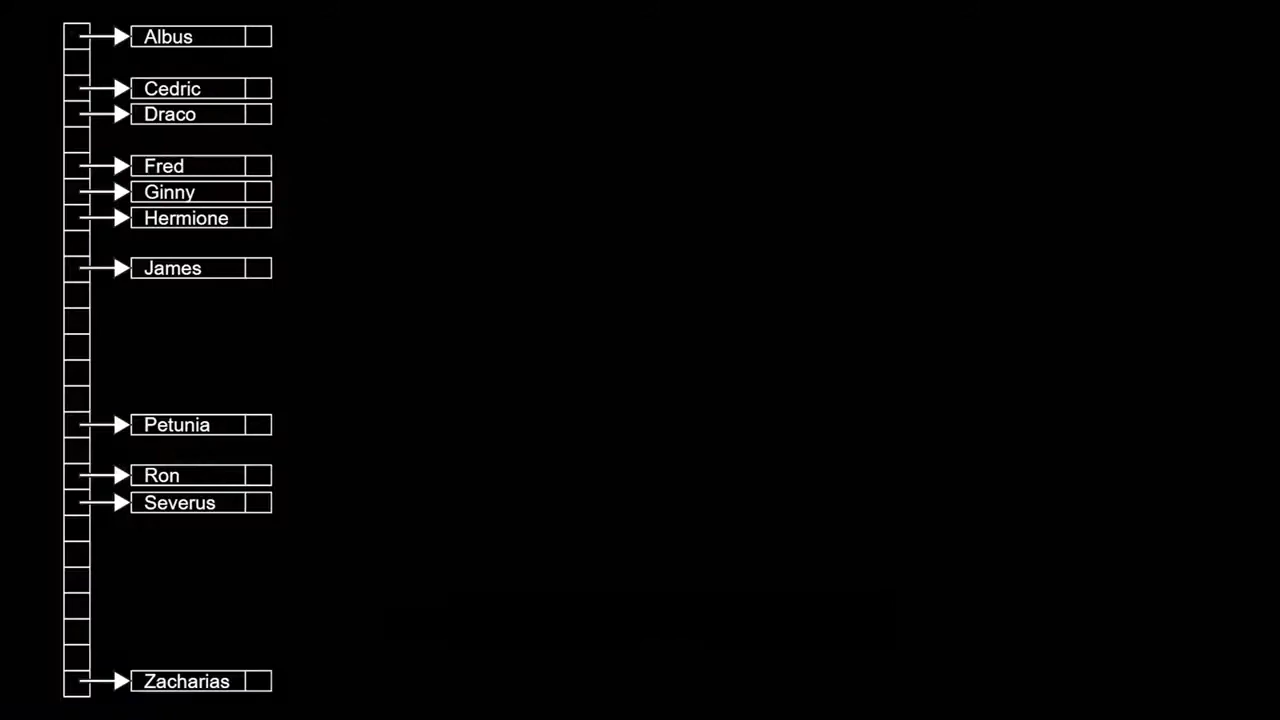 Albus
Cedric
Draco
Fred
Ginny
Hermione
James
Petunia
Ron
Severus
Zacharias